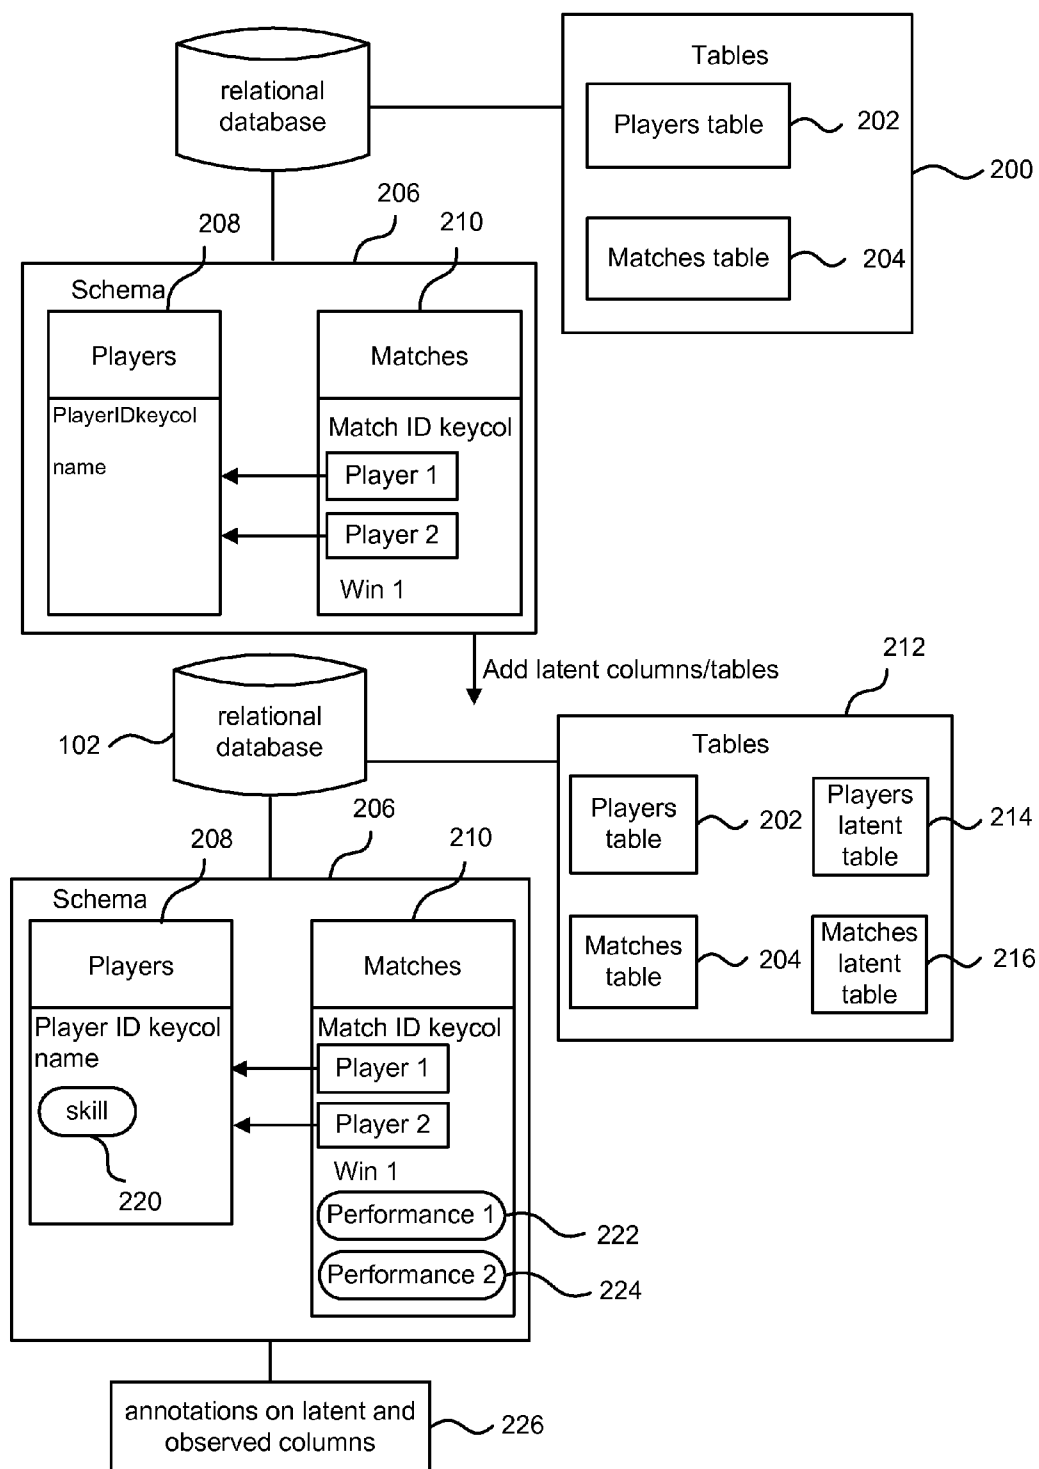 relational
database
Tables
Players table
202
200
Matches table
204
206
208
210
Schema
Players
Matches
PlayerIDkeycol
name
Match ID keycol
Player 1
Player 2
Win 1
Add latent columns/tables
212
relational
database
102
Tables
Players
table
202
Players
latent
table
214
Matches
table
204
Matches
latent
table
216
206
208
210
Schema
Players
Matches
Player ID keycol
name
skill
220
Match ID keycol
Player 1
Player 2
Win 1
Performance 1
222
Performance 2
224
annotations on latent and
observed columns
226